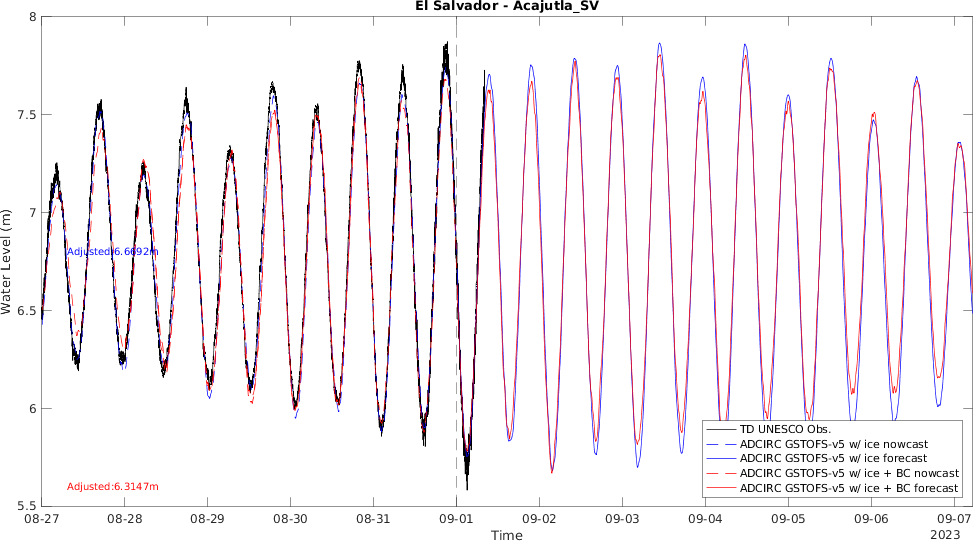 El Salvador - Acajutla_SV
8
7.5
7
6.5
6
5.5
Water Level (m)
Adjusted:6.6692m
Adjusted:6.3147m
TD UNESCO Obs.
ADCIRC GSTOFS-v5 w/ ice nowcast
ADCIRC GSTOFS-v5 w/ ice forecast
ADCIRC GSTOFS-v5 w/ ice + BC nowcast
ADCIRC GSTOFS-v5 w/ ice + BC forecast
08-27 08-28 08-29 08-30 08-31 09-01 09-02 09-03 09-04 09-05 09-06 09-07
Time
2023